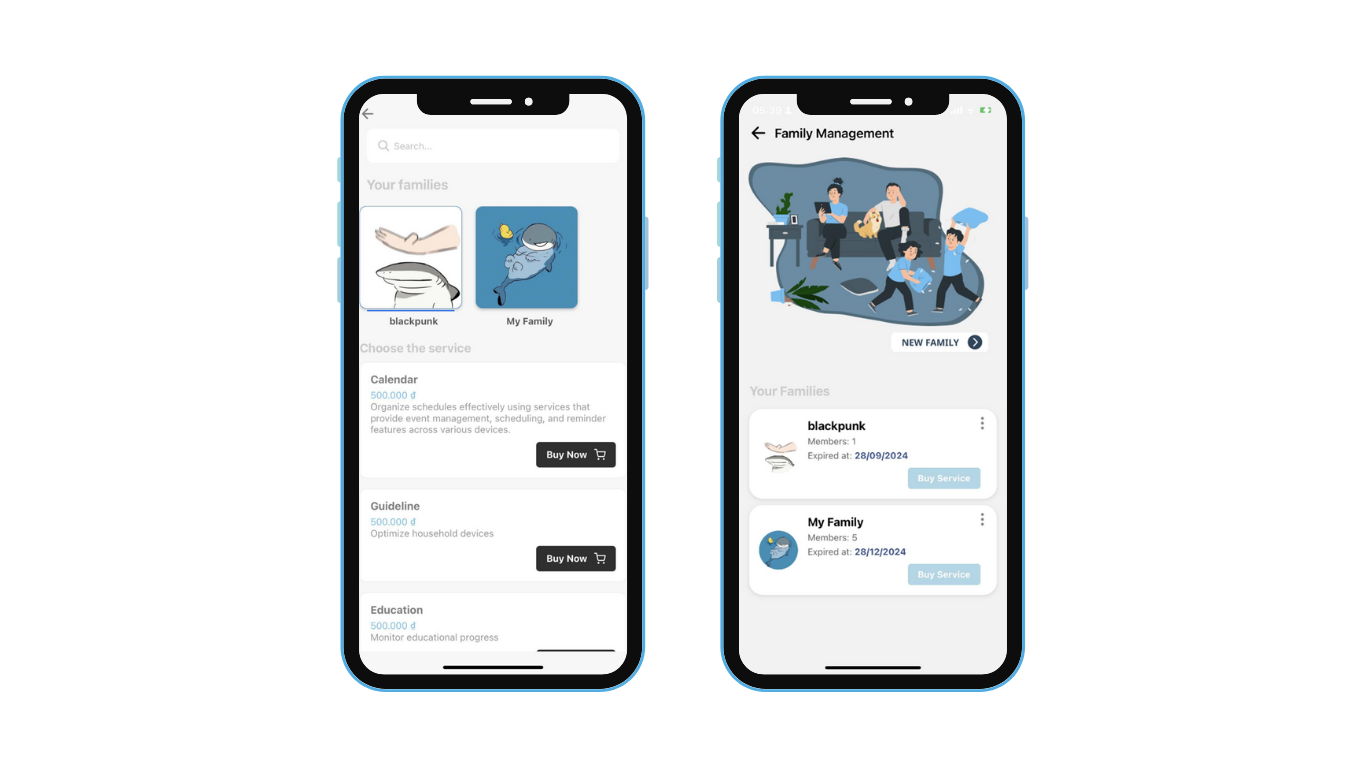 Search...
Your families
blackpunk
My Family
Choose the service
Calendar
500.000 đ
Organize schedules effectively using services that
provide event management, scheduling, and reminder
features across various devices.
Buy Now
Guideline
500.000 đ
Optimize household devices
Buy Now
Education
500.000 đ
Monitor educational progress
Family Management
NEW FAMILY
Your Families
blackpunk
Members: 1
Expired at: 28/09/2024
Buy Service
My Family
Members: 5
Expired at: 28/12/2024
Buy Service